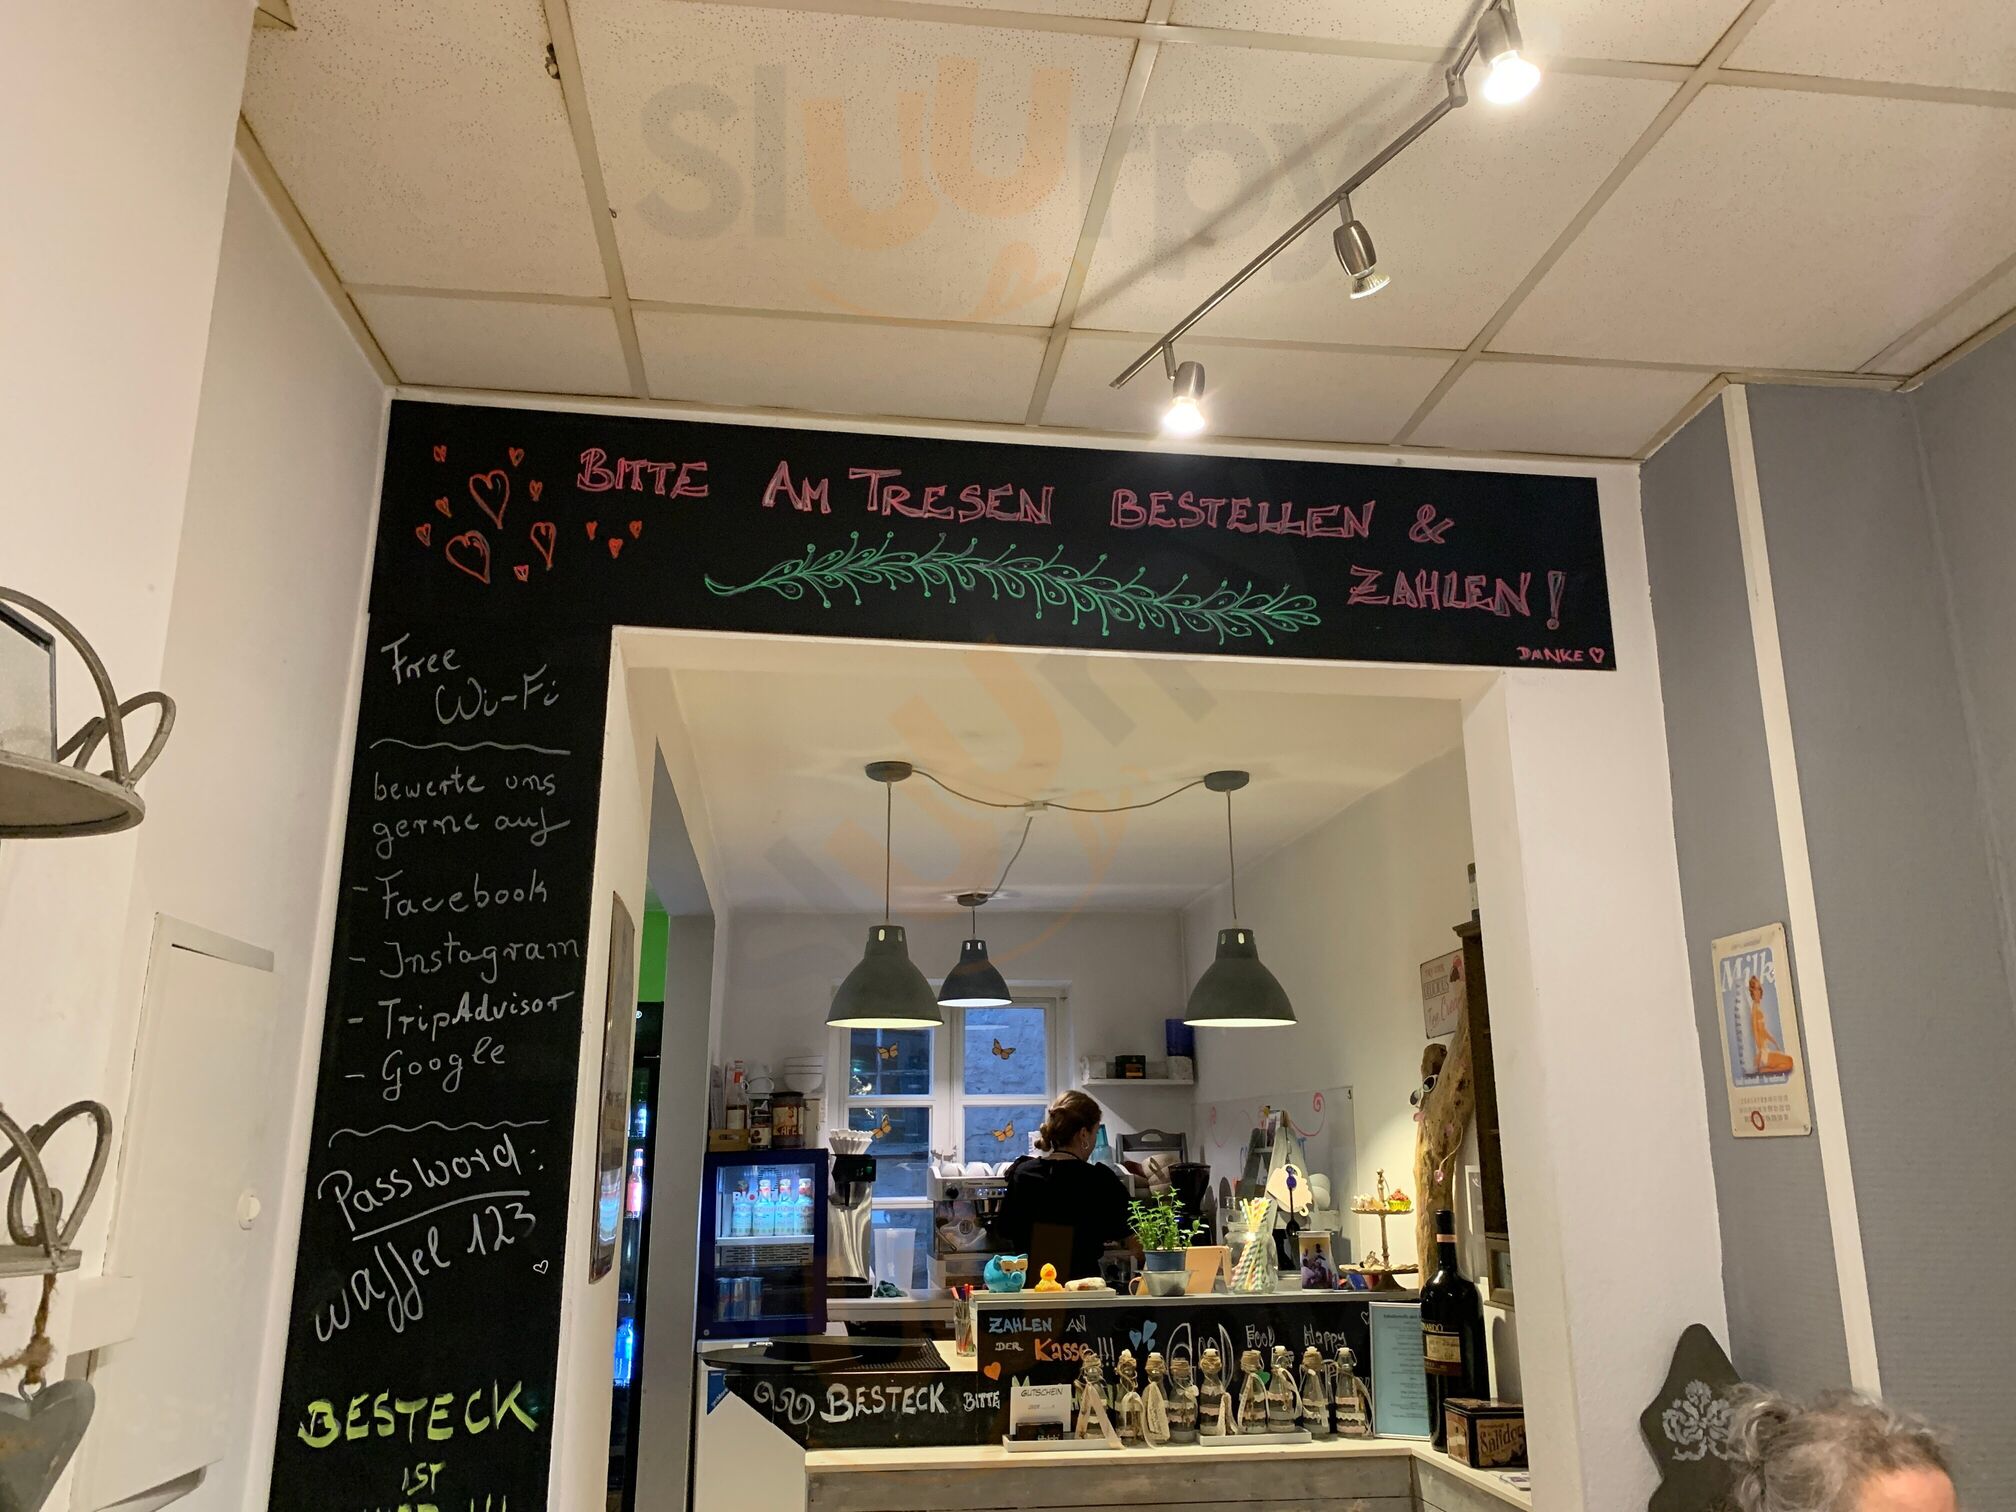 sluurpy
BITTE AM TRESEN BESTELLEN &
ZAHLEN!
DANKE
Free
Wi-Fi
bewerte uns
gerne auf
- Facebook
- Instagram
- TripAdvisor
- Google
Password:
waffel 123
BESTECK
IST
Milk
ZAHLEN AN
DER KASSE!!!
Good
Food
Happy
BESTECK BITTE
GUTSCHEIN